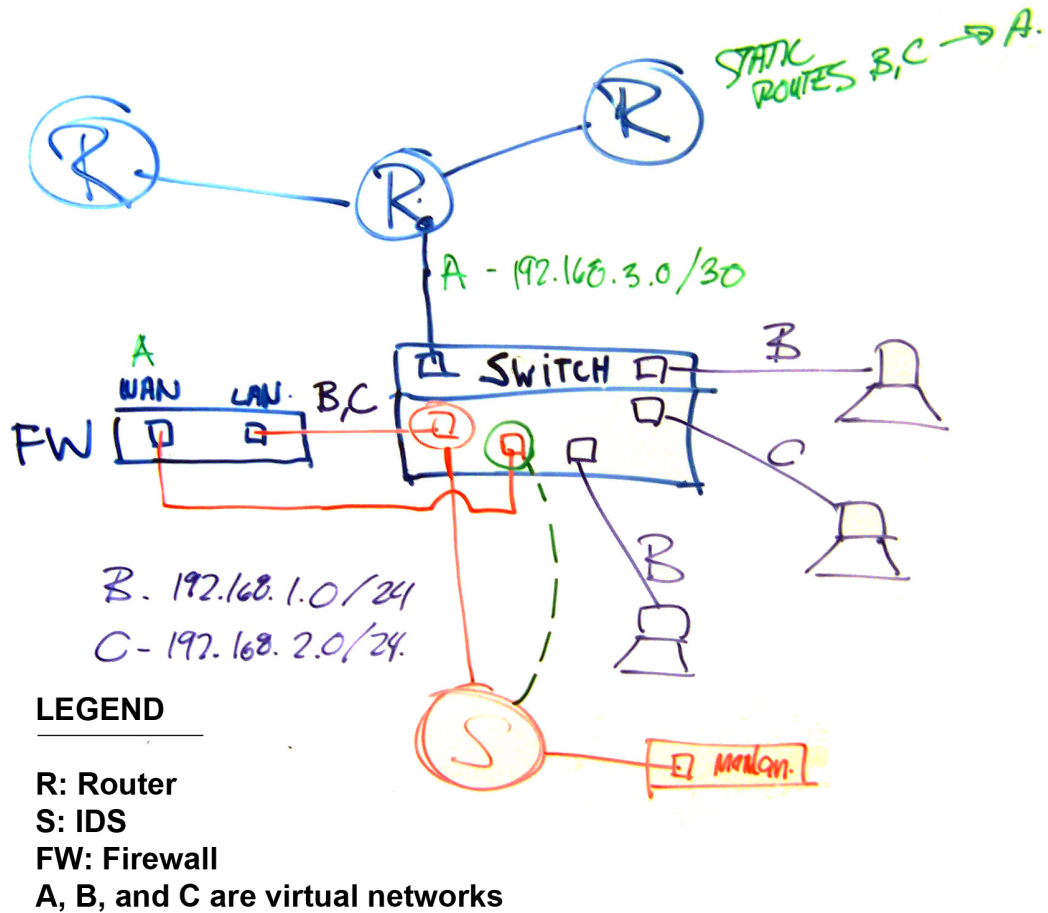 STATIC
ROUTES B,C → A.
R
R
R.
A - 192.168.3.0/30
A
WAN LAN.
B,C
SWITCH
B
FW
C
B
B. 192.168.1.0/24
C - 192.168.2.0/24.
S
LEGEND
R: Router
S: IDS
FW: Firewall
A, B, and C are virtual networks